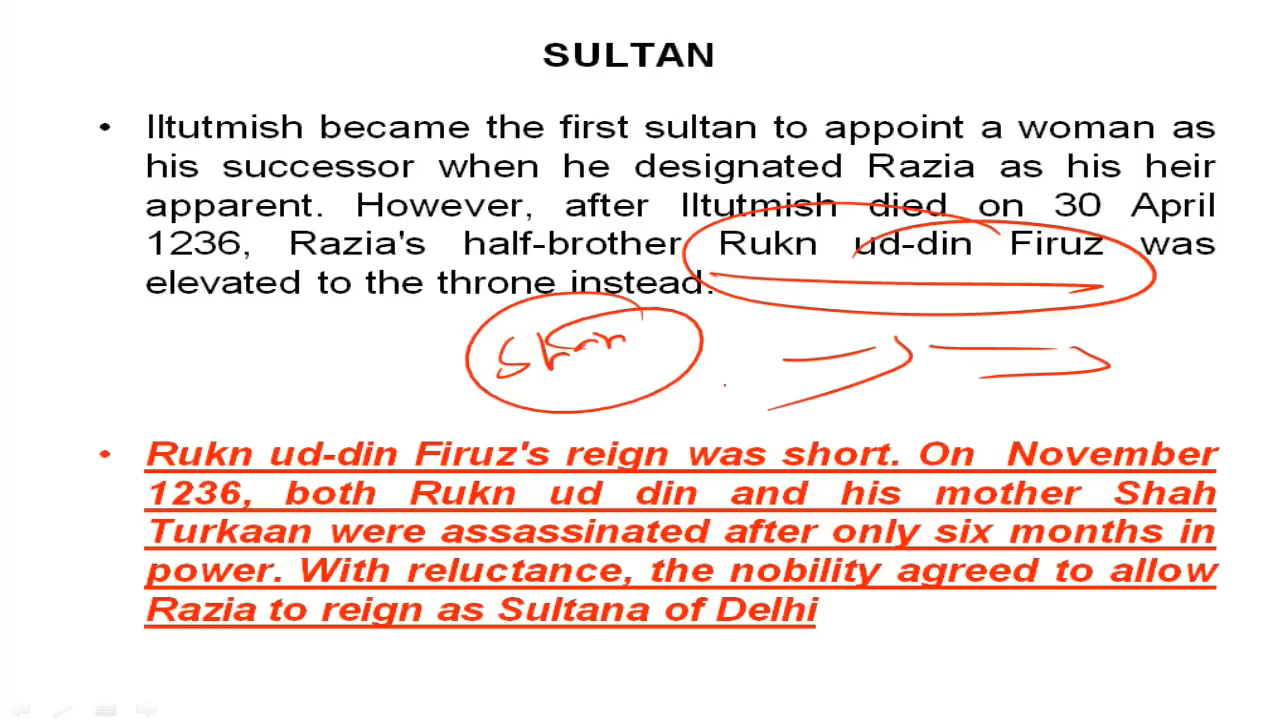 SULTAN
• Iltutmish became the first sultan to appoint a woman as
his successor when he designated Razia as his heir
apparent. However, after Iltutmish died on 30 April
1236, Razia's half-brother Rukn ud-din Firuz was
elevated to the throne instead.
• Rukn ud-din Firuz's reign was short. On November
1236, both Rukn ud din and his mother Shah
Turkaan were assassinated after only six months in
power. With reluctance, the nobility agreed to allow
Razia to reign as Sultana of Delhi